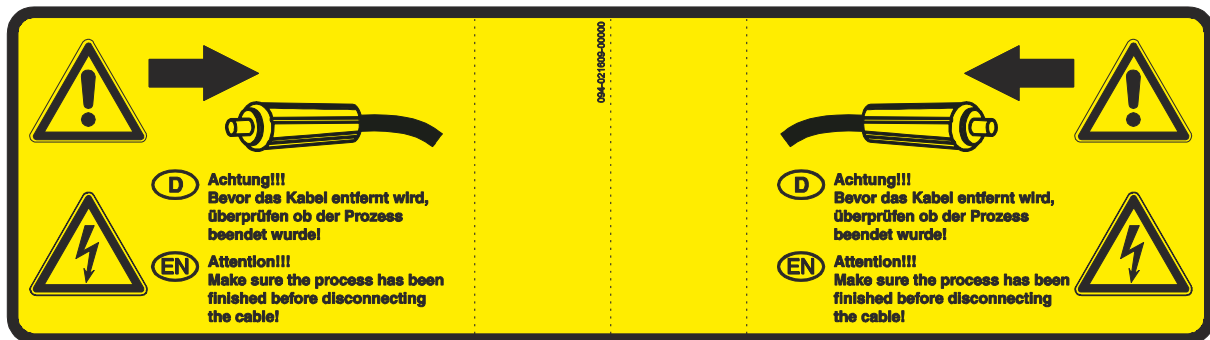 D
Achtung!!!
Bevor das Kabel entfernt wird,
überprüfen ob der Prozess
beendet wurde!
EN
Attention!!!
Make sure the process has been
finished before disconnecting
the cable!
094-021609-00000
D
Achtung!!!
Bevor das Kabel entfernt wird,
überprüfen ob der Prozess
beendet wurde!
EN
Attention!!!
Make sure the process has been
finished before disconnecting
the cable!